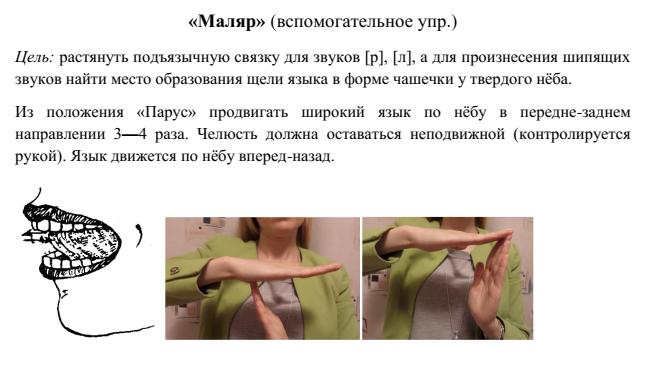 «Маляр» (вспомогательное упр.)
Цель: растянуть подъязычную связку для звуков [р], [л], а для произнесения шипящих
звуков найти место образования щели языка в форме чашечки у твердого нёба.
Из положения «Парус» продвигать широкий язык по нёбу в передне-заднем
направлении 3—4 раза. Челюсть должна оставаться неподвижной (контролируется
рукой). Язык движется по нёбу вперед-назад.